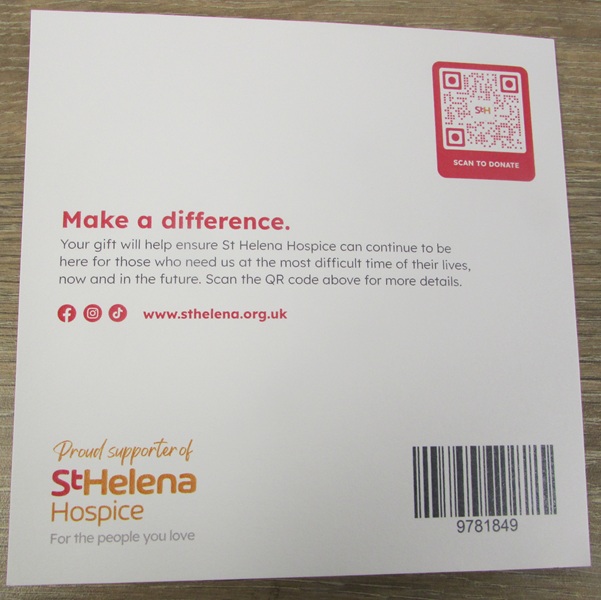 StH
SCAN TO DONATE
Make a difference.
Your gift will help ensure St Helena Hospice can continue to be
here for those who need us at the most difficult time of their lives,
now and in the future. Scan the QR code above for more details.
www.sthelena.org.uk
Proud supporter of
StHelena
Hospice
For the people you love
9781849